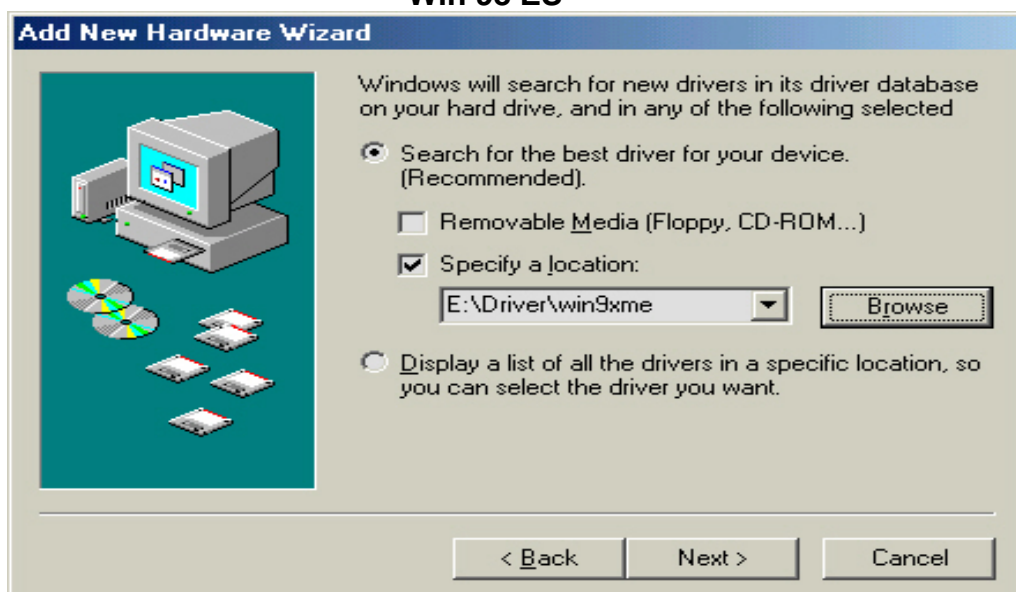 Add New Hardware Wizard
Windows will search for new drivers in its driver database
on your hard drive, and in any of the following selected
Search for the best driver for your device.
(Recommended).
Removable Media (Floppy, CD-ROM...)
Specify a location:
E:\Driver\win9xme
Browse
Display a list of all the drivers in a specific location, so
you can select the driver you want.
< Back
Next >
Cancel